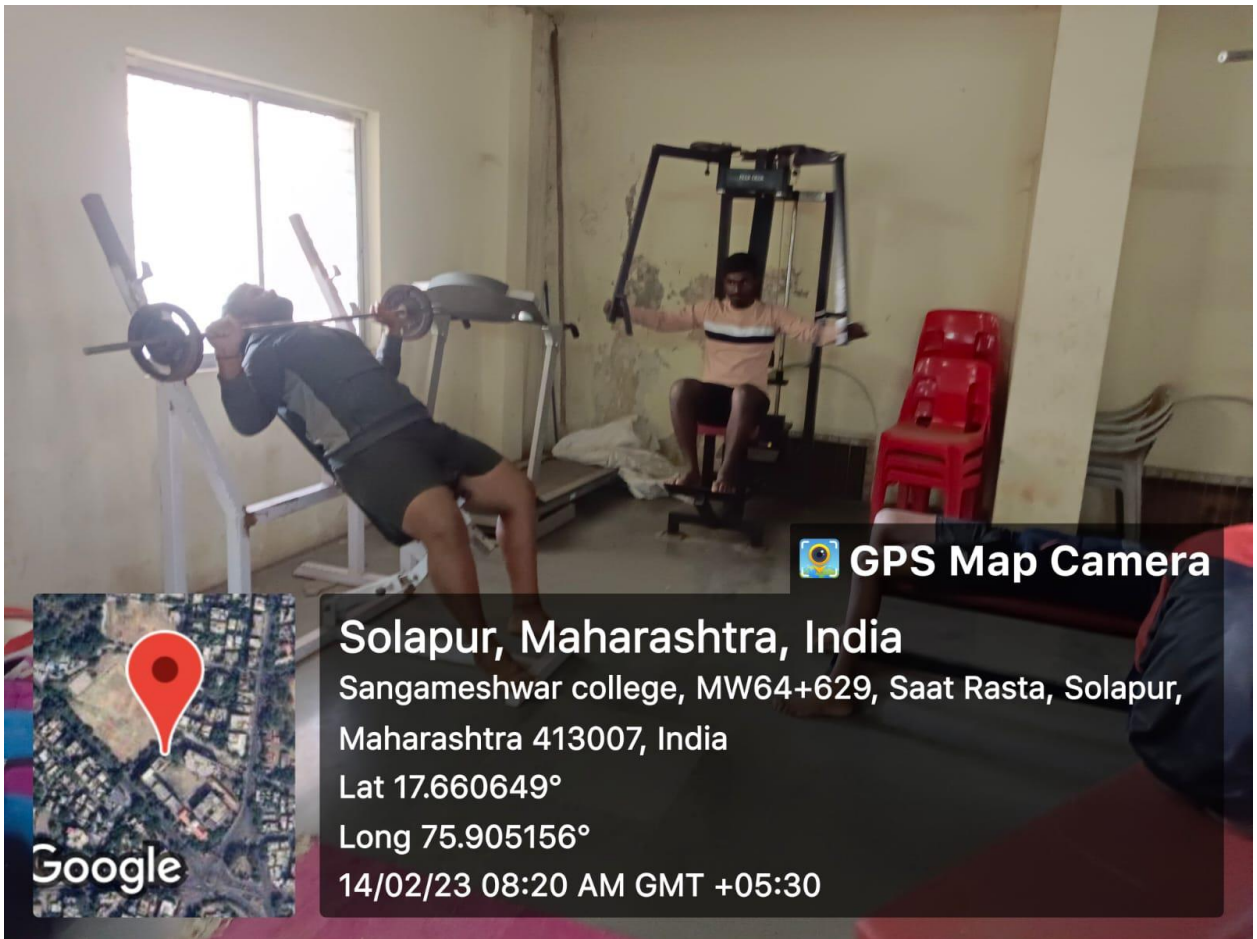 GPS Map Camera
Solapur, Maharashtra, India
Sangameshwar college, MW64+629, Saat Rasta, Solapur,
Maharashtra 413007, India
Lat 17.660649°
Long 75.905156°
14/02/23 08:20 AM GMT +05:30
Google